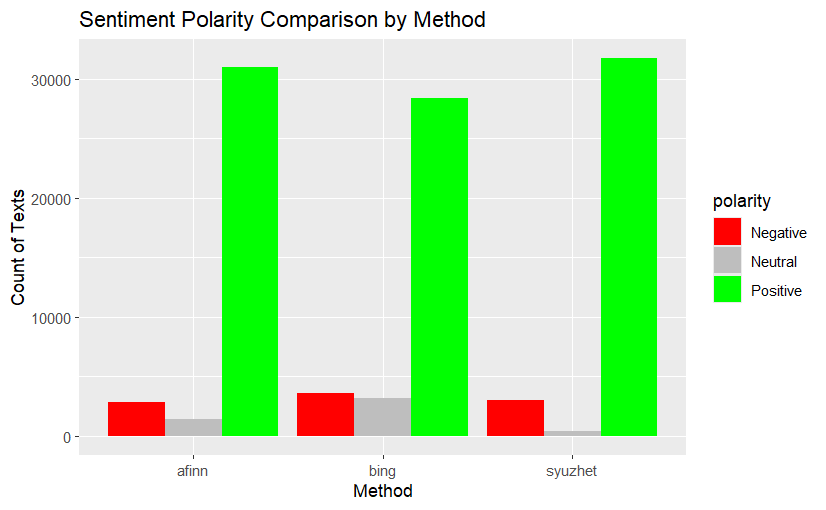 Sentiment Polarity Comparison by Method
Count of Texts
30000
20000
10000
0
afinn
bing
syuzhet
Method
polarity
Negative
Neutral
Positive